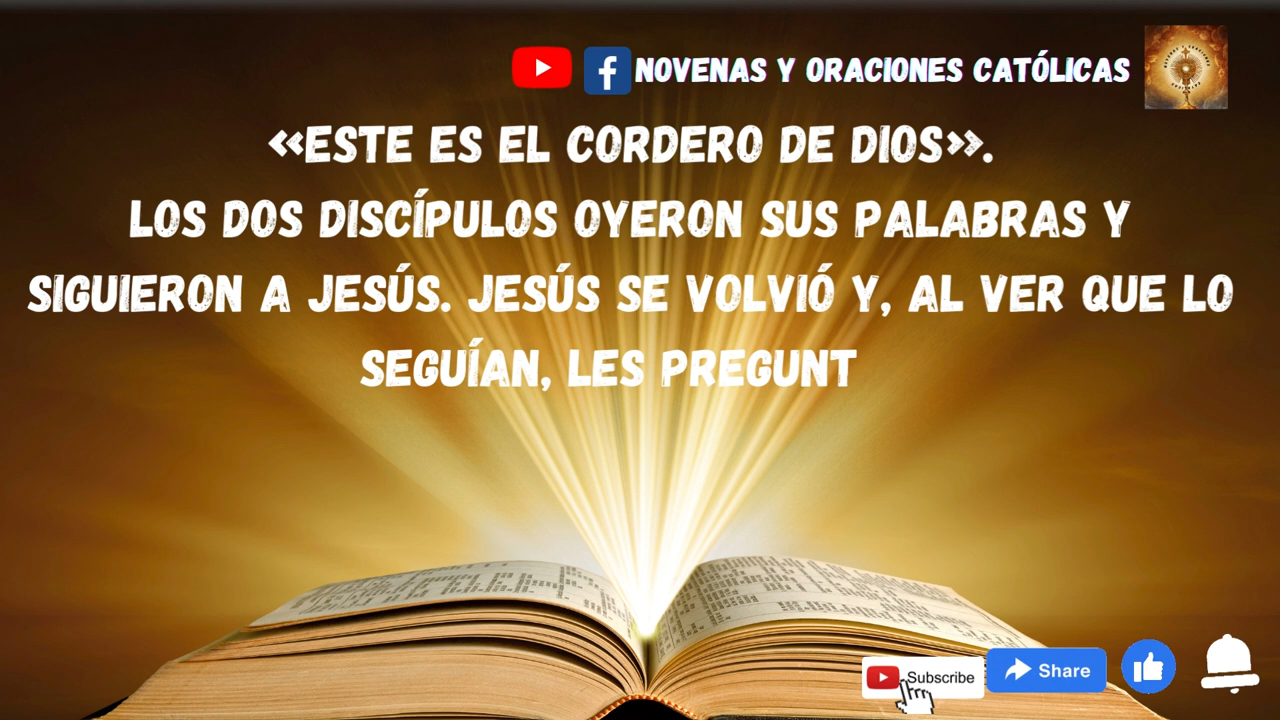 NOVENAS Y ORACIONES CATÓLICAS
«ESTE ES EL CORDERO DE DIOS».
LOS DOS DISCÍPULOS OYERON SUS PALABRAS Y
SIGUIERON A JESÚS. JESÚS SE VOLVIÓ Y, AL VER QUE LO
SEGUÍAN, LES PREGUNT
Subscribe
Share